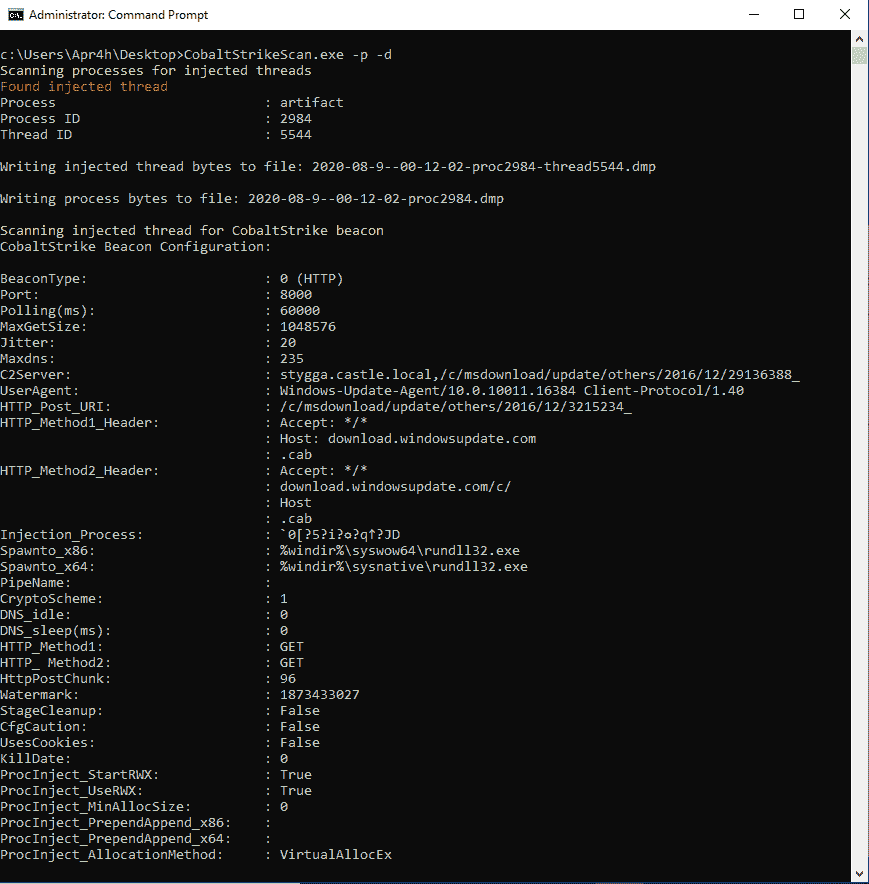 Administrator: Command Prompt
c:\Users\Apr4h\Desktop>CobaltStrikeScan.exe -p -d
Scanning processes for injected threads
Found injected thread
Process : artifact
Process ID : 2984
Thread ID : 5544
Writing injected thread bytes to file: 2020-08-9--00-12-02-proc2984-thread5544.dmp
Writing process bytes to file: 2020-08-9--00-12-02-proc2984.dmp
Scanning injected thread for CobaltStrike beacon
CobaltStrike Beacon Configuration:
BeaconType: : 0 (HTTP)
Port: : 8000
Polling(ms): : 60000
MaxGetSize: : 1048576
Jitter: : 20
Maxdns: : 235
C2Server: : stygga.castle.local,/c/msdownload/update/others/2016/12/29136388_
UserAgent: : Windows-Update-Agent/10.0.10011.16384 Client-Protocol/1.40
HTTP_Post_URI: : /c/msdownload/update/others/2016/12/3215234_
HTTP_Method1_Header: : Accept: */*
: Host: download.windowsupdate.com
: .cab
HTTP_Method2_Header: : Accept: */*
: download.windowsupdate.com/c/
: Host
: .cab
Injection_Process: : `0[?5?i?¤?q↑?JD
Spawnto_x86: : %windir%\syswow64\rundll32.exe
Spawnto_x64: : %windir%\sysnative\rundll32.exe
PipeName: :
CryptoScheme: : 1
DNS_idle: : 0
DNS_sleep(ms): : 0
HTTP_Method1: : GET
HTTP_ Method2: : GET
HttpPostChunk: : 96
Watermark: : 1873433027
StageCleanup: : False
CfgCaution: : False
UsesCookies: : False
KillDate: : 0
ProcInject_StartRWX: : True
ProcInject_UseRWX: : True
ProcInject_MinAllocSize: : 0
ProcInject_PrependAppend_x86: :
ProcInject_PrependAppend_x64: :
ProcInject_AllocationMethod: : VirtualAllocEx